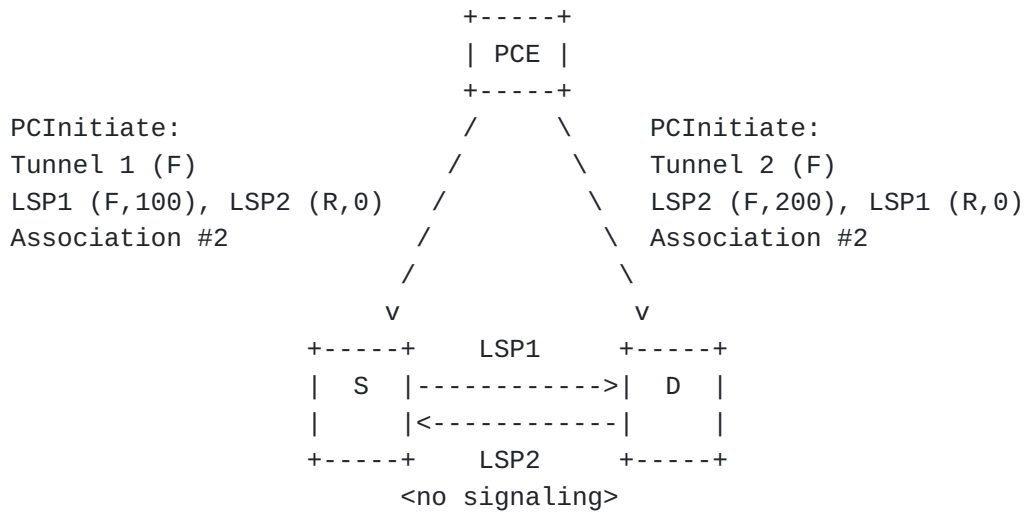 PCE
PCInitiate: PCInitiate:
Tunnel 1 (F) Tunnel 2 (F)
LSP1 (F,100), LSP2 (R,0) LSP2 (F,200), LSP1 (R,0)
Association #2 Association #2
LSP1
S D
LSP2
<no signaling>